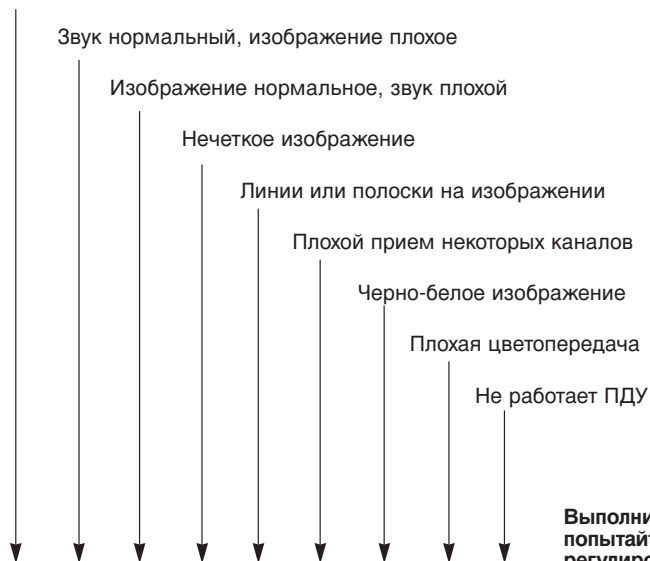 Звук нормальный, изображение плохое
Изображение нормальное, звук плохой
Нечеткое изображение
Линии или полоски на изображении
Плохой прием некоторых каналов
Черно-белое изображение
Плохая цветопередача
Не работает ПДУ